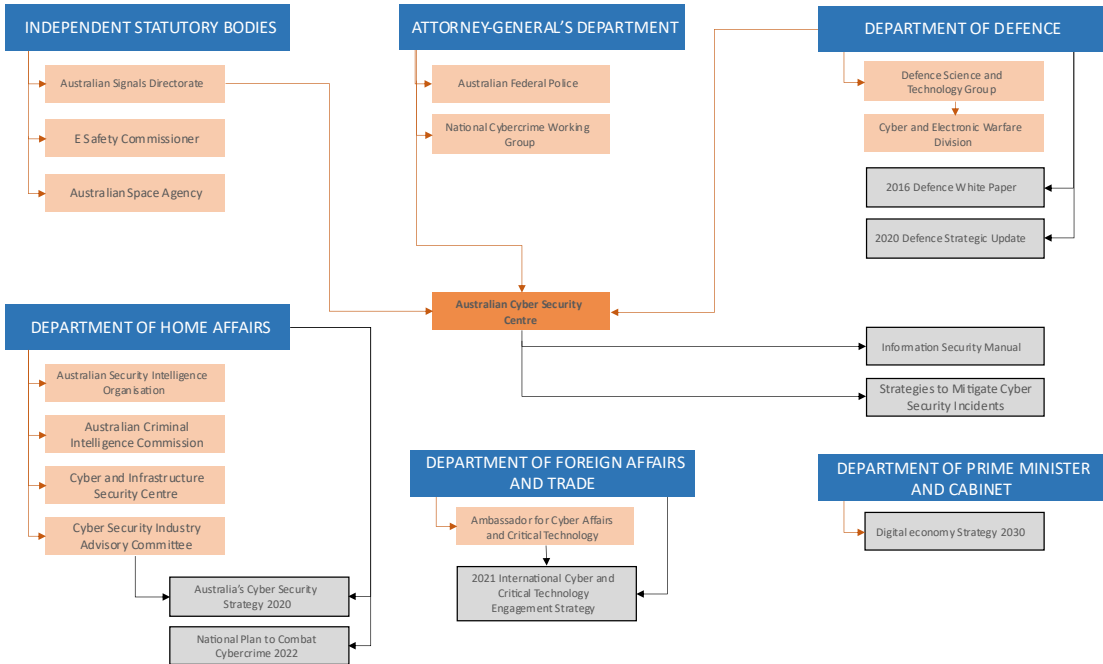 INDEPENDENT STATUTORY BODIES
Australian Signals Directorate
E Safety Commissioner
Australian Space Agency
ATTORNEY-GENERAL'S DEPARTMENT
Australian Federal Police
National Cybercrime Working
Group
DEPARTMENT OF DEFENCE
Defence Science and
Technology Group
Cyber and Electronic Warfare
Division
2016 Defence White Paper
2020 Defence Strategic Update
Australian Cyber Security
Centre
Information Security Manual
Strategies to Mitigate Cyber
Security Incidents
DEPARTMENT OF HOME AFFAIRS
Australian Security Intelligence
Organisation
Australian Criminal
Intelligence Commission
Cyber and Infrastructure
Security Centre
Cyber Security Industry
Advisory Committee
Australia's Cyber Security
Strategy 2020
National Plan to Combat
Cybercrime 2022
DEPARTMENT OF FOREIGN AFFAIRS
AND TRADE
Ambassador for Cyber Affairs
and Critical Technology
2021 International Cyber and
Critical Technology
Engagement Strategy
DEPARTMENT OF PRIME MINISTER
AND CABINET
Digital economy Strategy 2030